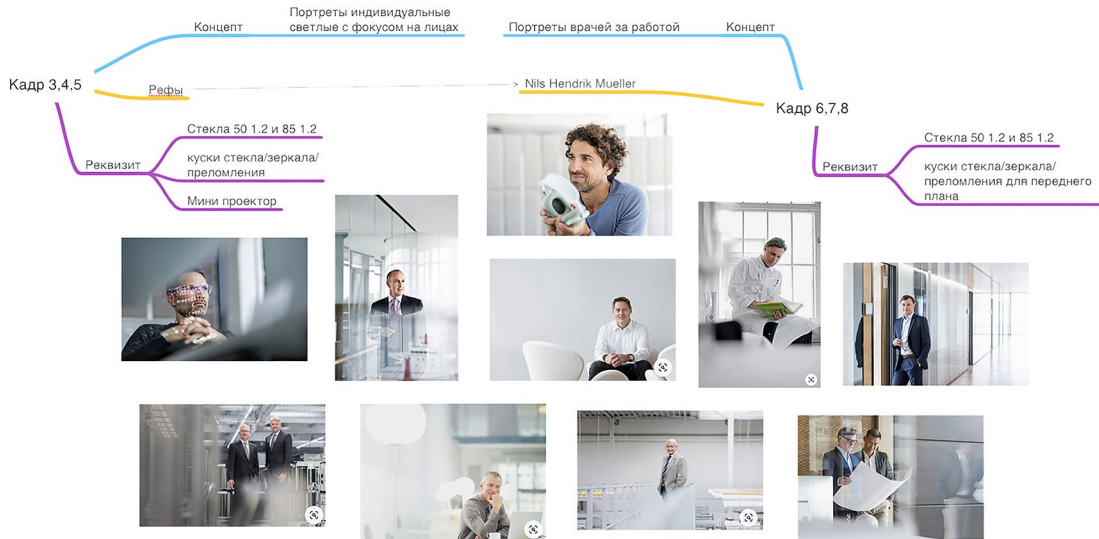 Концепт
Портреты индивидуальные
светлые с фокусом на лицах
Портреты врачей за работой
Концепт
Кадр 3,4,5
Рефы
Nils Hendrik Mueller
Кадр 6,7,8
Реквизит
Стекла 50 1.2 и 85 1.2
куски стекла/зеркала/
преломления
Мини проектор
Реквизит
Стекла 50 1.2 и 85 1.2
куски стекла/зеркала/
преломления для переднего
плана